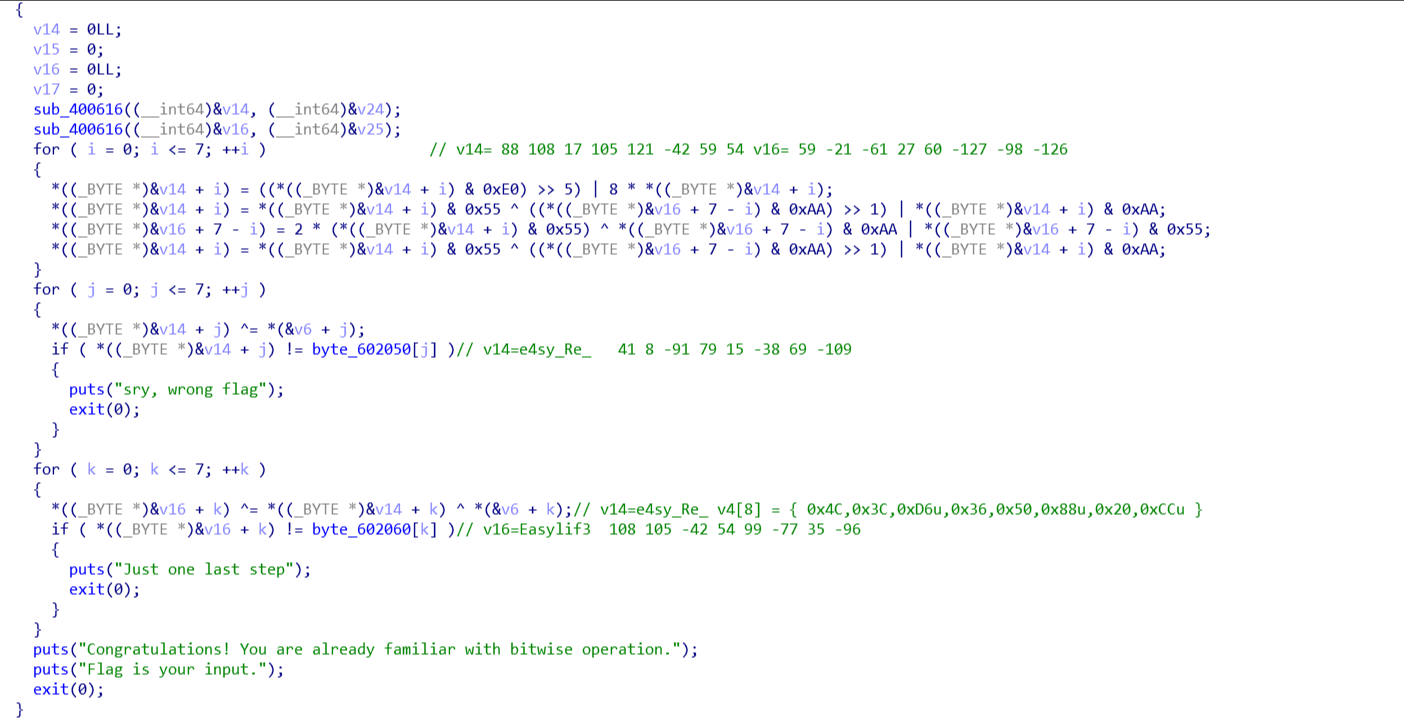 {
v14 = 0LL;
v15 = 0;
v16 = 0LL;
v17 = 0;
sub_400616((__int64)&v14, (__int64)&v24);
sub_400616((__int64)&v16, (__int64)&v25);
for ( i = 0; i <= 7; ++i ) // v14= 88 108 17 105 121 -42 59 54 v16= 59 -21 -61 27 60 -127 -98 -126
{
*((_BYTE *)&v14 + i) = ((*((_BYTE *)&v14 + i) & 0xE0) >> 5) | 8 * *((_BYTE *)&v14 + i);
*((_BYTE *)&v14 + i) = *((_BYTE *)&v14 + i) & 0x55 ^ ((*((_BYTE *)&v16 + 7 - i) & 0xAA) >> 1) | *((_BYTE *)&v14 + i) & 0xAA;
*((_BYTE *)&v16 + 7 - i) = 2 * (*((_BYTE *)&v14 + i) & 0x55) ^ *((_BYTE *)&v16 + 7 - i) & 0xAA | *((_BYTE *)&v16 + 7 - i) & 0x55;
*((_BYTE *)&v14 + i) = *((_BYTE *)&v14 + i) & 0x55 ^ ((*((_BYTE *)&v16 + 7 - i) & 0xAA) >> 1) | *((_BYTE *)&v14 + i) & 0xAA;
}
for ( j = 0; j <= 7; ++j )
{
*((_BYTE *)&v14 + j) ^= *(&v6 + j);
if ( *((_BYTE *)&v14 + j) != byte_602050[j] )// v14=e4sy_Re_ 41 8 -91 79 15 -38 69 -109
{
puts("sry, wrong flag");
exit(0);
}
}
for ( k = 0; k <= 7; ++k )
{
*((_BYTE *)&v16 + k) ^= *((_BYTE *)&v14 + k) ^ *(&v6 + k);// v14=e4sy_Re_ v4[8] = { 0x4C,0x3C,0xD6u,0x36,0x50,0x88u,0x20,0xCCu }
if ( *((_BYTE *)&v16 + k) != byte_602060[k] )// v16=Easylif3 108 105 -42 54 99 -77 35 -96
{
puts("Just one last step");
exit(0);
}
}
puts("Congratulations! You are already familiar with bitwise operation.");
puts("Flag is your input.");
exit(0);
}